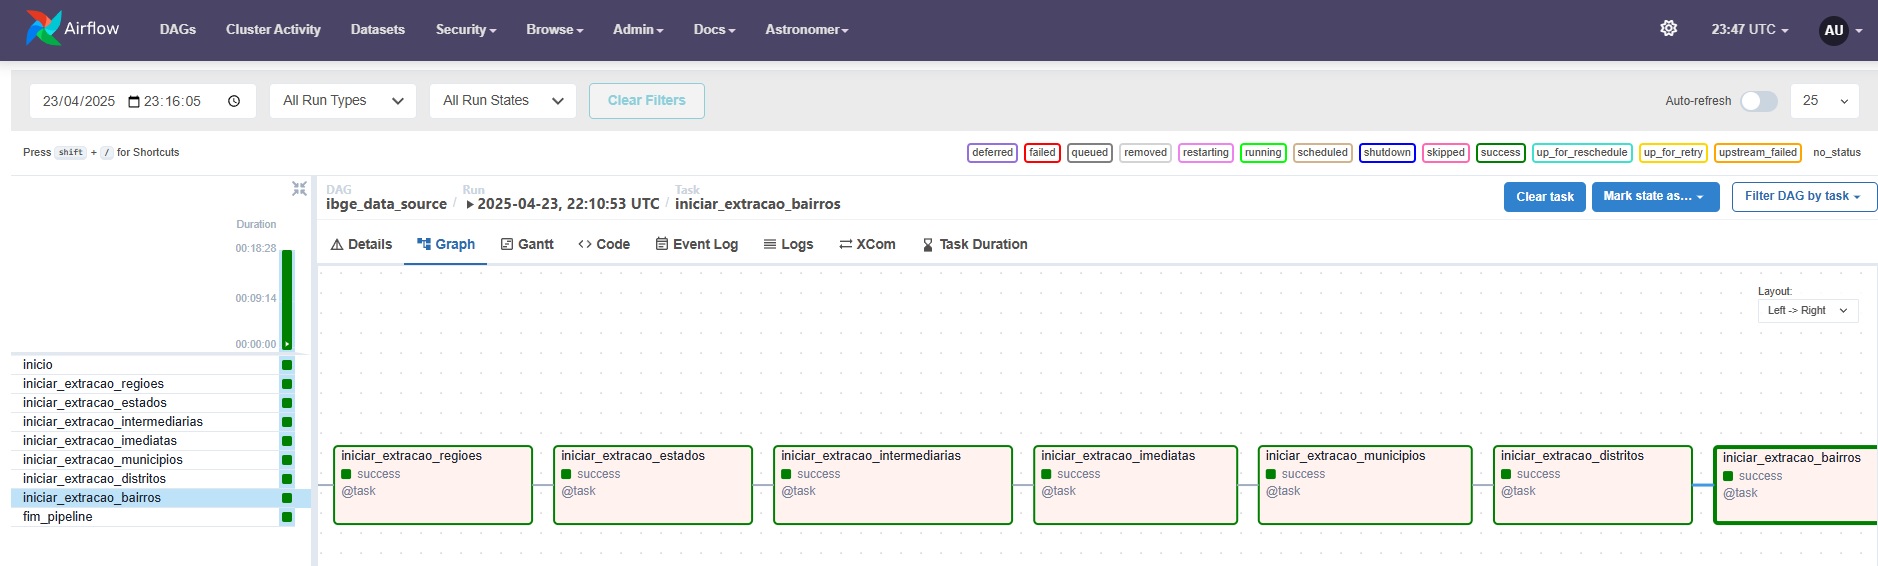 Airflow DAGs Cluster Activity Datasets Security Browse Admin Docs Astronomer 23:47 UTC AU
23/04/2025 23:16:05 All Run Types All Run States Clear Filters Auto-refresh 25
Press shift + / for Shortcuts deferred failed queued removed restarting running scheduled shutdown skipped success up_for_reschedule up_for_retry upstream_failed no_status
DAG Run Task
ibge_data_source / 2025-04-23, 22:10:53 UTC / iniciar_extracao_bairros Clear task Mark state as... Filter DAG by task
Duration
00:18:28
00:09:14
00:00:00
Details Graph Gantt Code Event Log Logs XCom Task Duration
Layout:
Left -> Right
inicio
iniciar_extracao_regioes
iniciar_extracao_estados
iniciar_extracao_intermediarias
iniciar_extracao_imediatas
iniciar_extracao_municipios
iniciar_extracao_distritos
iniciar_extracao_bairros
fim_pipeline
iniciar_extracao_regioes
success
@task
iniciar_extracao_estados
success
@task
iniciar_extracao_intermediarias
success
@task
iniciar_extracao_imediatas
success
@task
iniciar_extracao_municipios
success
@task
iniciar_extracao_distritos
success
@task
iniciar_extracao_bairros
success
@task